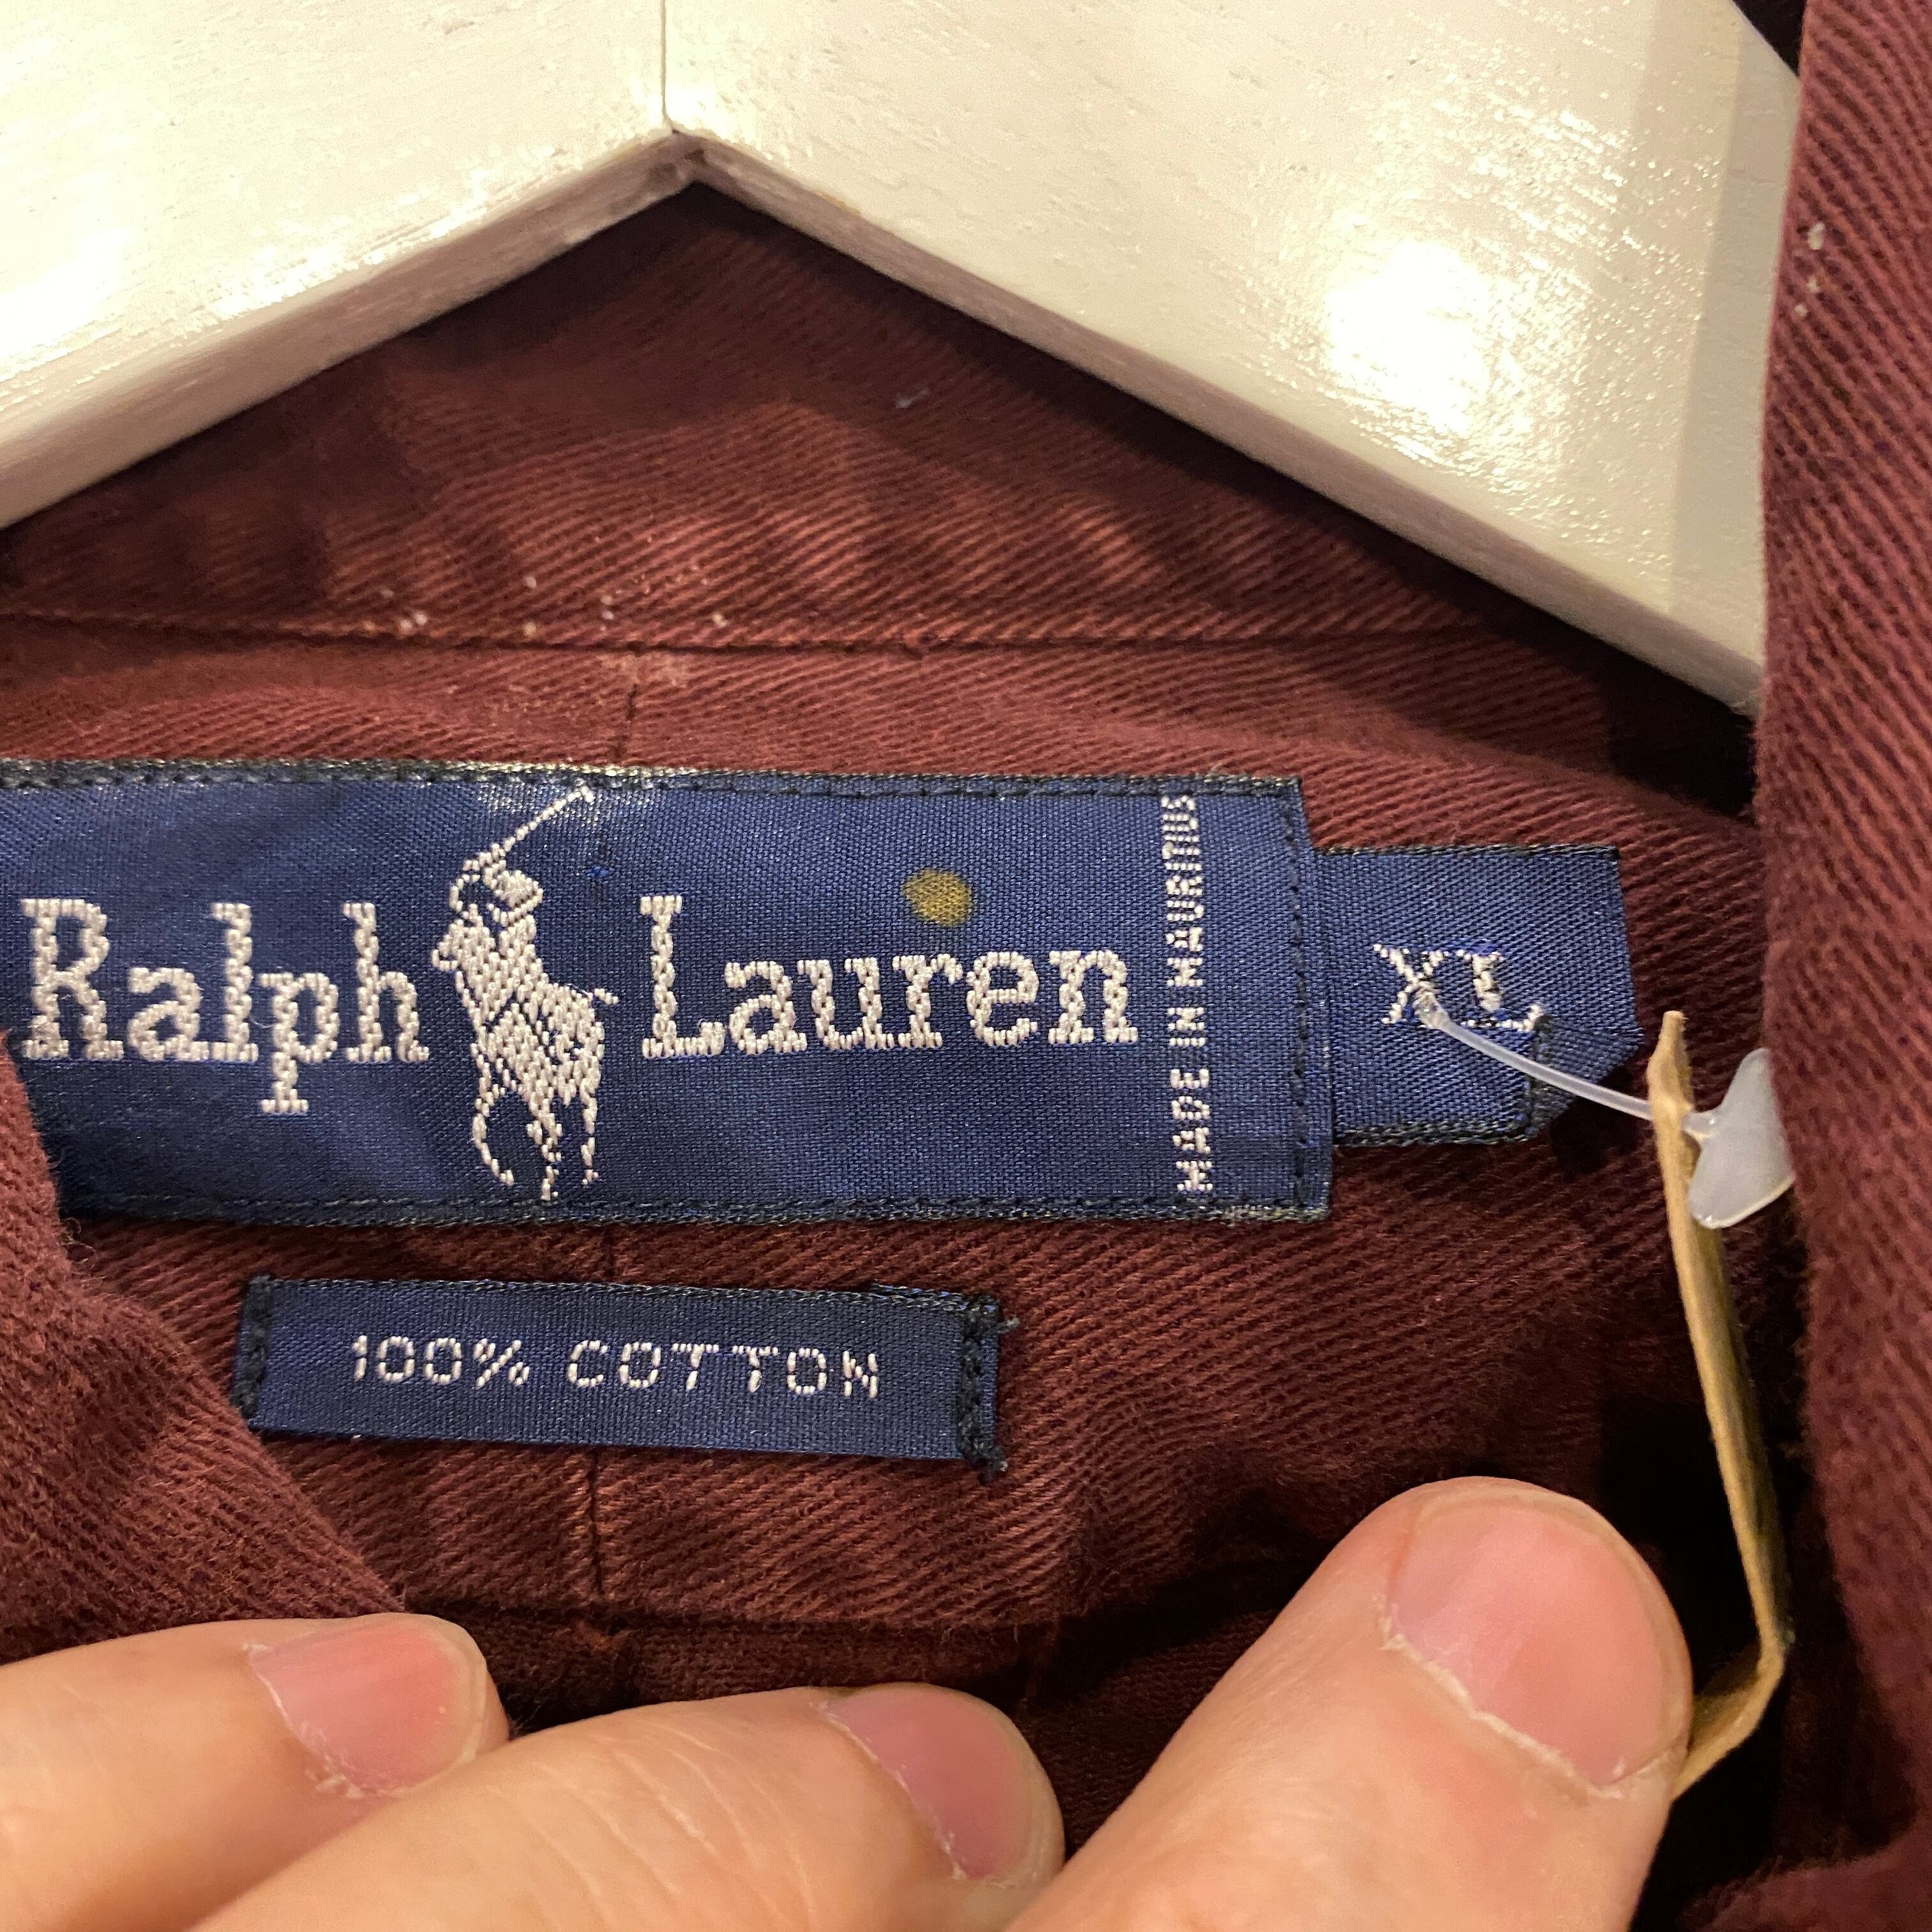 Ralph Lauren
MADE IN MAURITIUS
XL
100% COTTON